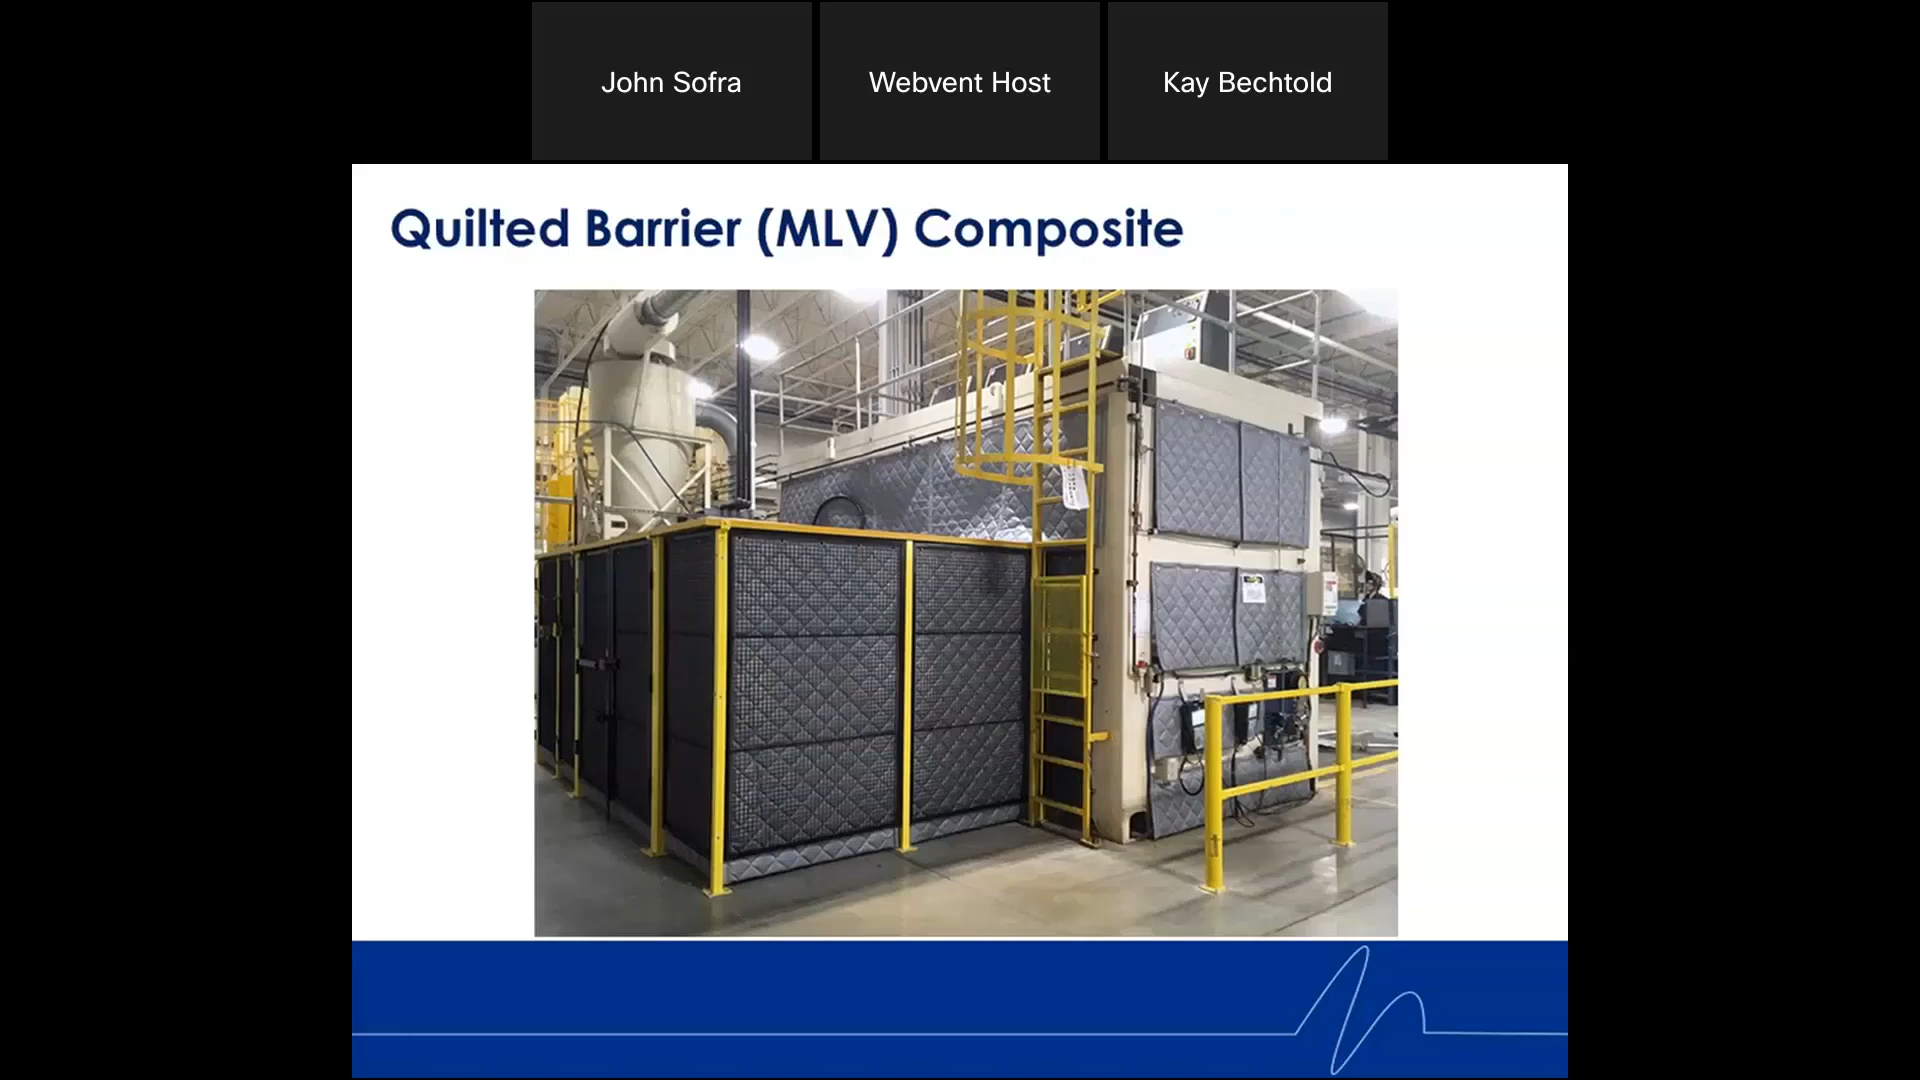 John Sofra
Webvent Host
Kay Bechtold
Quilted Barrier (MLV) Composite